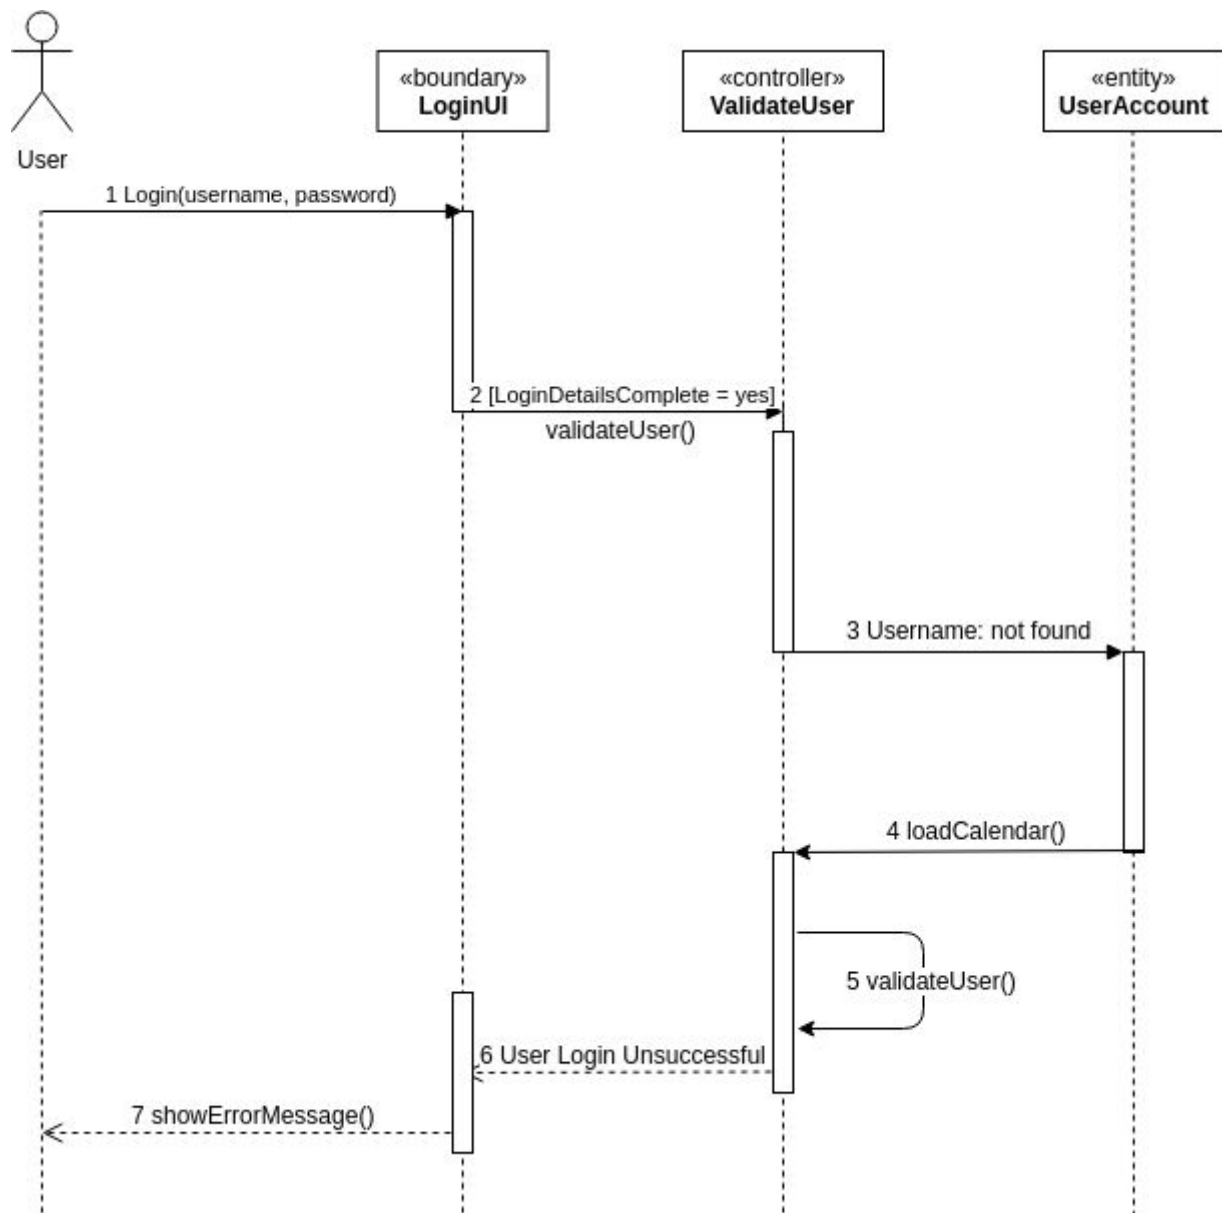 «boundary»
LoginUI
«controller»
ValidateUser
«entity»
UserAccount
User
1 Login(username, password)
2 [LoginDetailsComplete = yes]
validateUser()
3 Username: not found
4 loadCalendar()
5 validateUser()
6 User Login Unsuccessful
7 showErrorMessage()